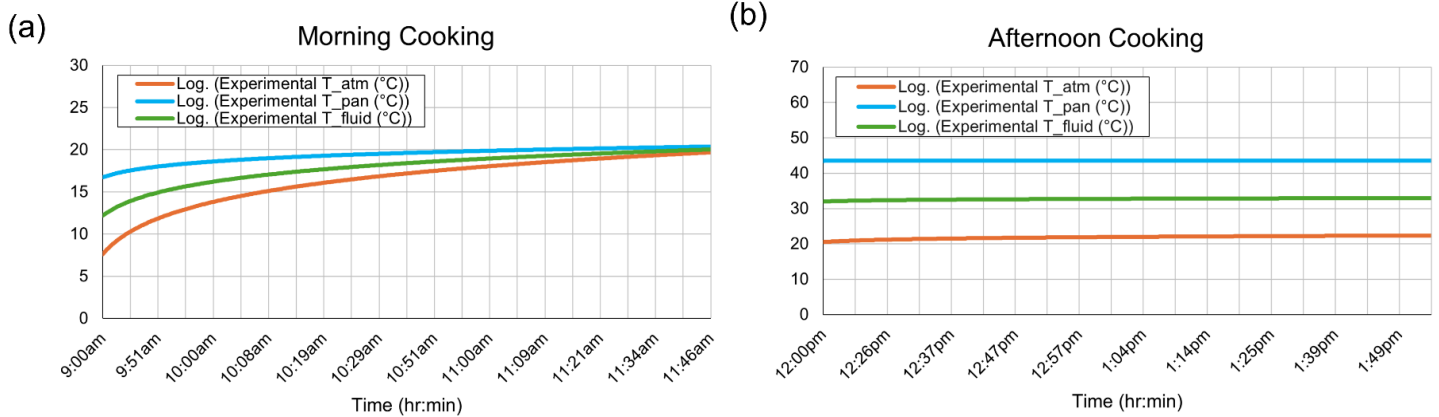 (a)
Morning Cooking
30
25
20
15
10
5
0
Log. (Experimental T_atm (°C))
Log. (Experimental T_pan (°C))
Log. (Experimental T_fluid (°C))
9:00am
9:51am
10:00am
10:08am
10:19am
10:29am
10:51am
11:00am
11:09am
11:21am
11:34am
11:46am
Time (hr:min)
(b)
Afternoon Cooking
70
60
50
40
30
20
10
0
Log. (Experimental T_atm (°C))
Log. (Experimental T_pan (°C))
Log. (Experimental T_fluid (°C))
12:00pm
12:26pm
12:37pm
12:47pm
12:57pm
1:04pm
1:14pm
1:25pm
1:39pm
1:49pm
Time (hr:min)